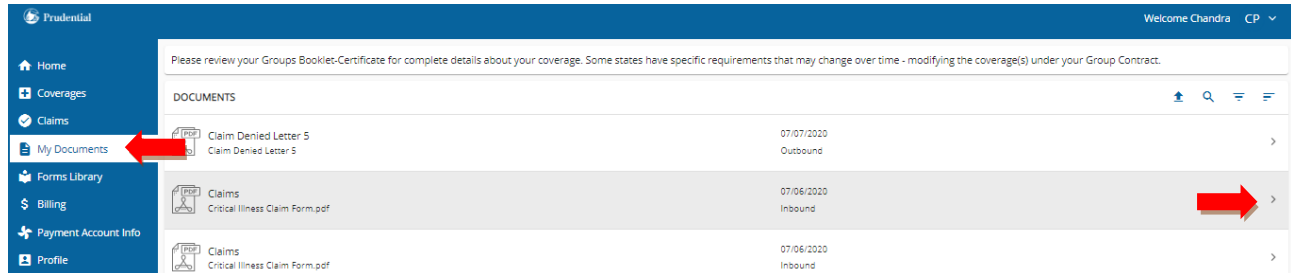 Prudential
Welcome Chandra CP
Home
Coverages
Claims
My Documents
Forms Library
Billing
Payment Account Info
Profile
Please review your Groups Booklet-Certificate for complete details about your coverage. Some states have specific requirements that may change over time - modifying the coverage(s) under your Group Contract.
DOCUMENTS
PDF
Claim Denied Letter 5
07/07/2020
Claim Denied Letter 5
Outbound
PDF
Claims
07/06/2020
Critical Illness Claim Form.pdf
Inbound
PDF
Claims
07/06/2020
Critical Illness Claim Form.pdf
Inbound